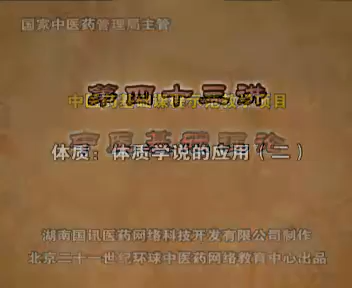 国家中医药管理局主管
第四十三讲
体质：体质学说的应用（二）
湖南国讯医药网络科技开发有限公司制作
北京二十一世纪环球中医药网络教育中心出品